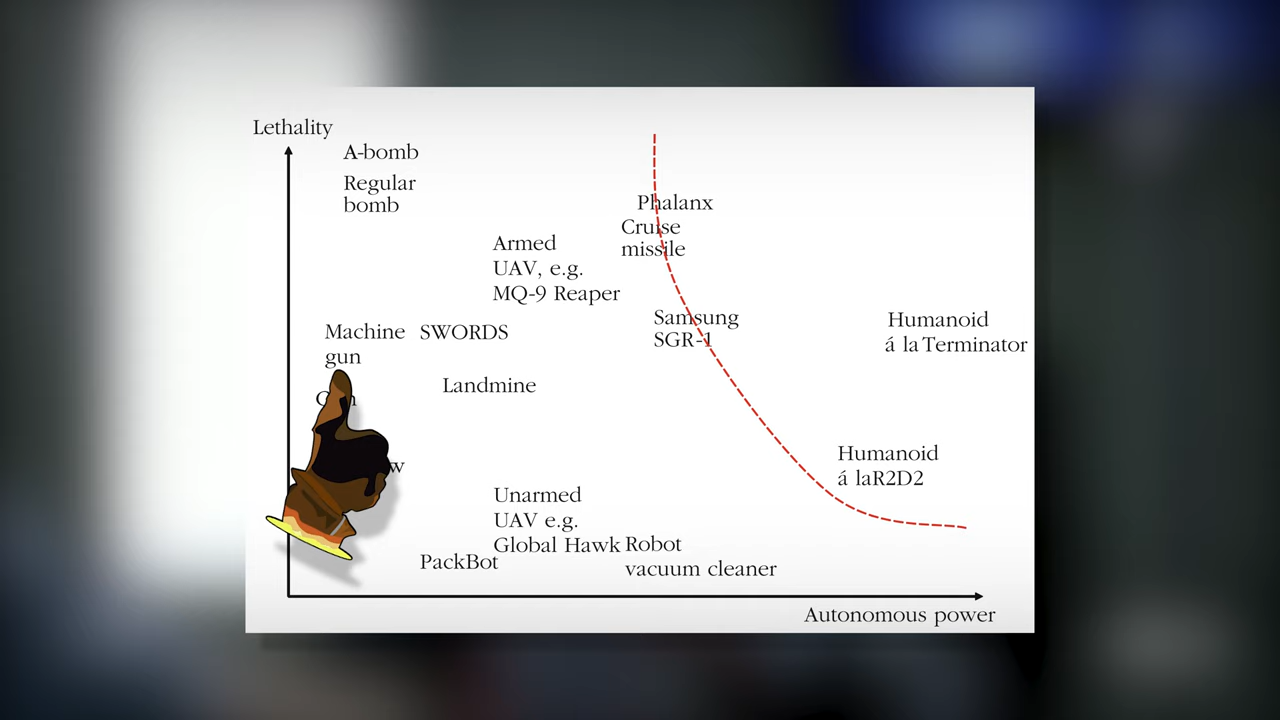 Lethality
A-bomb
Regular
bomb
Phalanx
Cruise
missile
Armed
UAV, e.g.
MQ-9 Reaper
Machine
gun
SWORDS
Samsung
SGR-1
Humanoid
á la Terminator
Landmine
Humanoid
á laR2D2
Unarmed
UAV e.g.
Global Hawk
PackBot
Robot
vacuum cleaner
Autonomous power